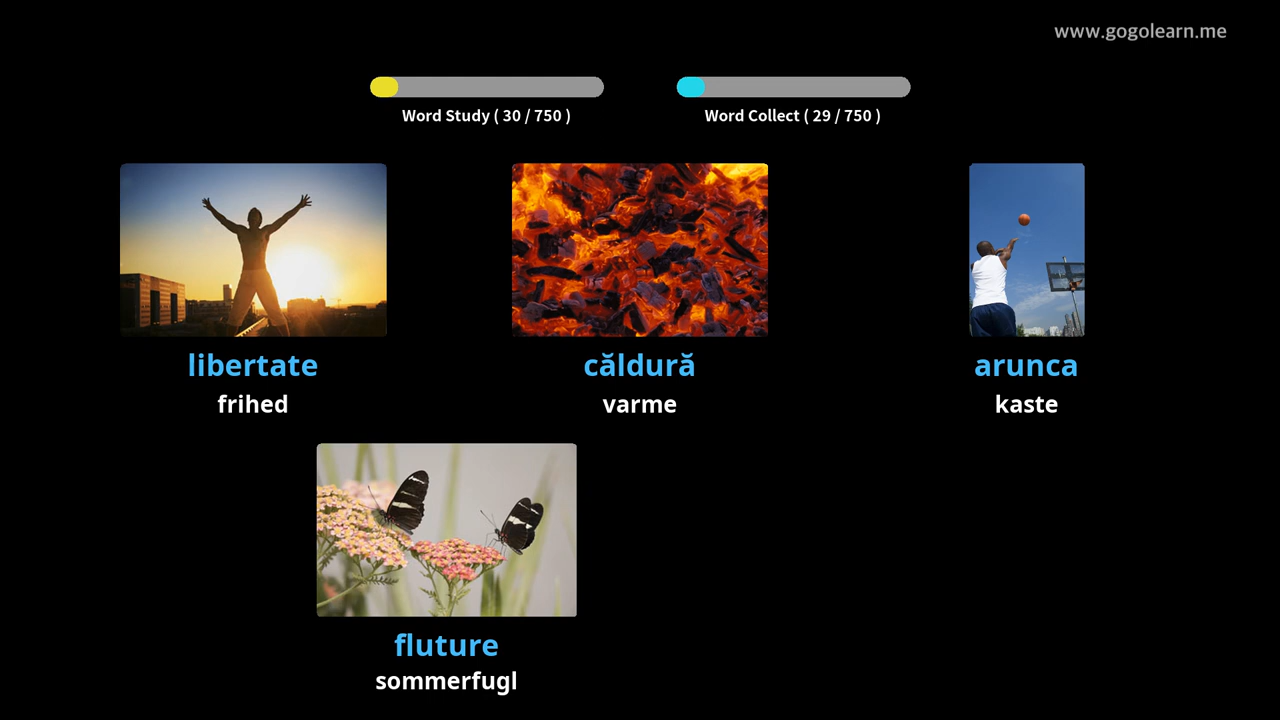 www.gogolearn.me
Word Study ( 30 / 750 )
Word Collect ( 29 / 750 )
libertate
frihed
căldură
varme
arunca
kaste
fluture
sommerfugl